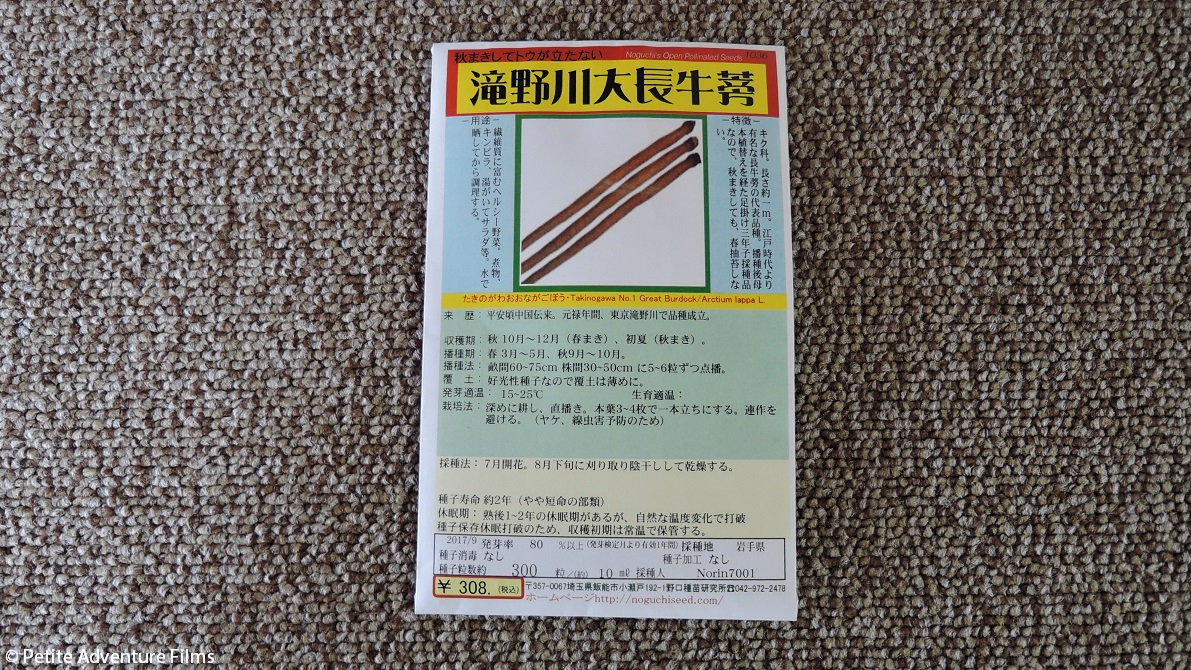 秋まきしてトウが立たない
Noguchi's Open Pollinated Seeds 1036
滝野川大長牛蒡
－特徴－
キク科。長さ約一ｍ。江戸時代より
有名な長牛蒡の代表品種。播種後母
本植替えを経た足掛け三年子採種品
なので、秋まきしても、春抽苔しな
い。
－用途－
繊維質に富むヘルシー野菜。煮物、
キンピラ、湯がいてサラダ等。水で
晒してから調理する。
たきのがわおおながごぼう・Takinogawa No.1 Great Burdock/Arctium lappa L.
来　歴：平安頃中国伝来。元禄年間、東京滝野川で品種成立。
収穫期：秋 10月～12月（春まき）、初夏（秋まき）。
播種期：春 3月～5月、秋9月～10月。
播種法：畝間60~75cm 株間30~50cm に5~6粒ずつ点播。
覆　土：好光性種子なので覆土は薄めに。
発芽適温： 15~25℃ 生育適温：
栽培法：深めに耕し、直播き。本葉3~4枚で一本立ちにする。連作を
避ける。（ヤケ、線虫害予防のため）
採種法：7月開花。8月下旬に刈り取り陰干しして乾燥する。
種子寿命 約2年（やや短命の部類）
休眠期：熟後1~2年の休眠期があるが、自然な温度変化で打破
種子保存休眠打破のため、収穫初期は常温で保管する。
2017/9 発芽率 80 %以上(発芽検定月より有効1年間) 採種地 岩手県
種子消毒 なし 種子加工 なし
種子粒数約 300 粒/(約) 10 ml 採種人 Norin7001
￥ 308. (税込)
〒357-0067埼玉県飯能市小瀬戸192-1野口種苗研究所☎042-972-2478
ホームページhttp://noguchiseed.com/
© Petite Adventure Films